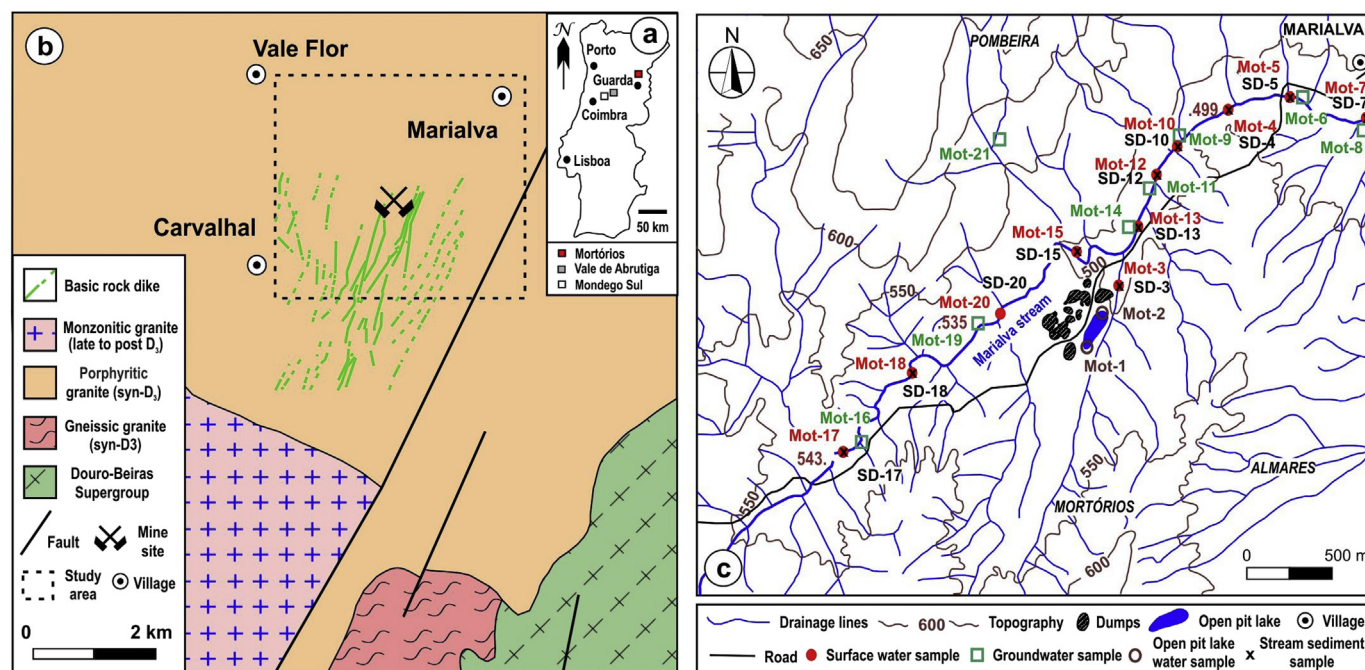 b
Vale Flor
Marialva
Carvalhal
Basic rock dike
Monzonitic granite
(late to post D3)
Porphyritic
granite (syn-D3)
Gneissic granite
(syn-D3)
Douro-Beiras
Supergroup
Fault
Mine
site
Study
area
Village
0 2 km
N
a
Porto
Guarda
Coimbra
Lisboa
50 km
Mortórios
Vale de Abrutiga
Mondego Sul
N
650
POMBEIRA
MARIALVA
Mot-5
SD-5
Mot-7
SD-7
.499
Mot-10
SD-10
Mot-9
Mot-4
SD-4
Mot-6
Mot-8
Mot-21
Mot-12
SD-12
Mot-11
Mot-14
Mot-13
SD-13
600
Mot-15
SD-15
500
Mot-3
SD-3
SD-20
550
Mot-20
.535
Mot-19
Marialva stream
Mot-2
Mot-1
Mot-18
SD-18
Mot-16
Mot-17
543.
SD-17
550
550
ALMARES
MORTÓRIOS
600
0 500 m
c
Drainage lines
600 Topography
Dumps
Open pit lake
Village
Road
Surface water sample
Groundwater sample
Open pit lake
water sample
x Stream sediment
sample